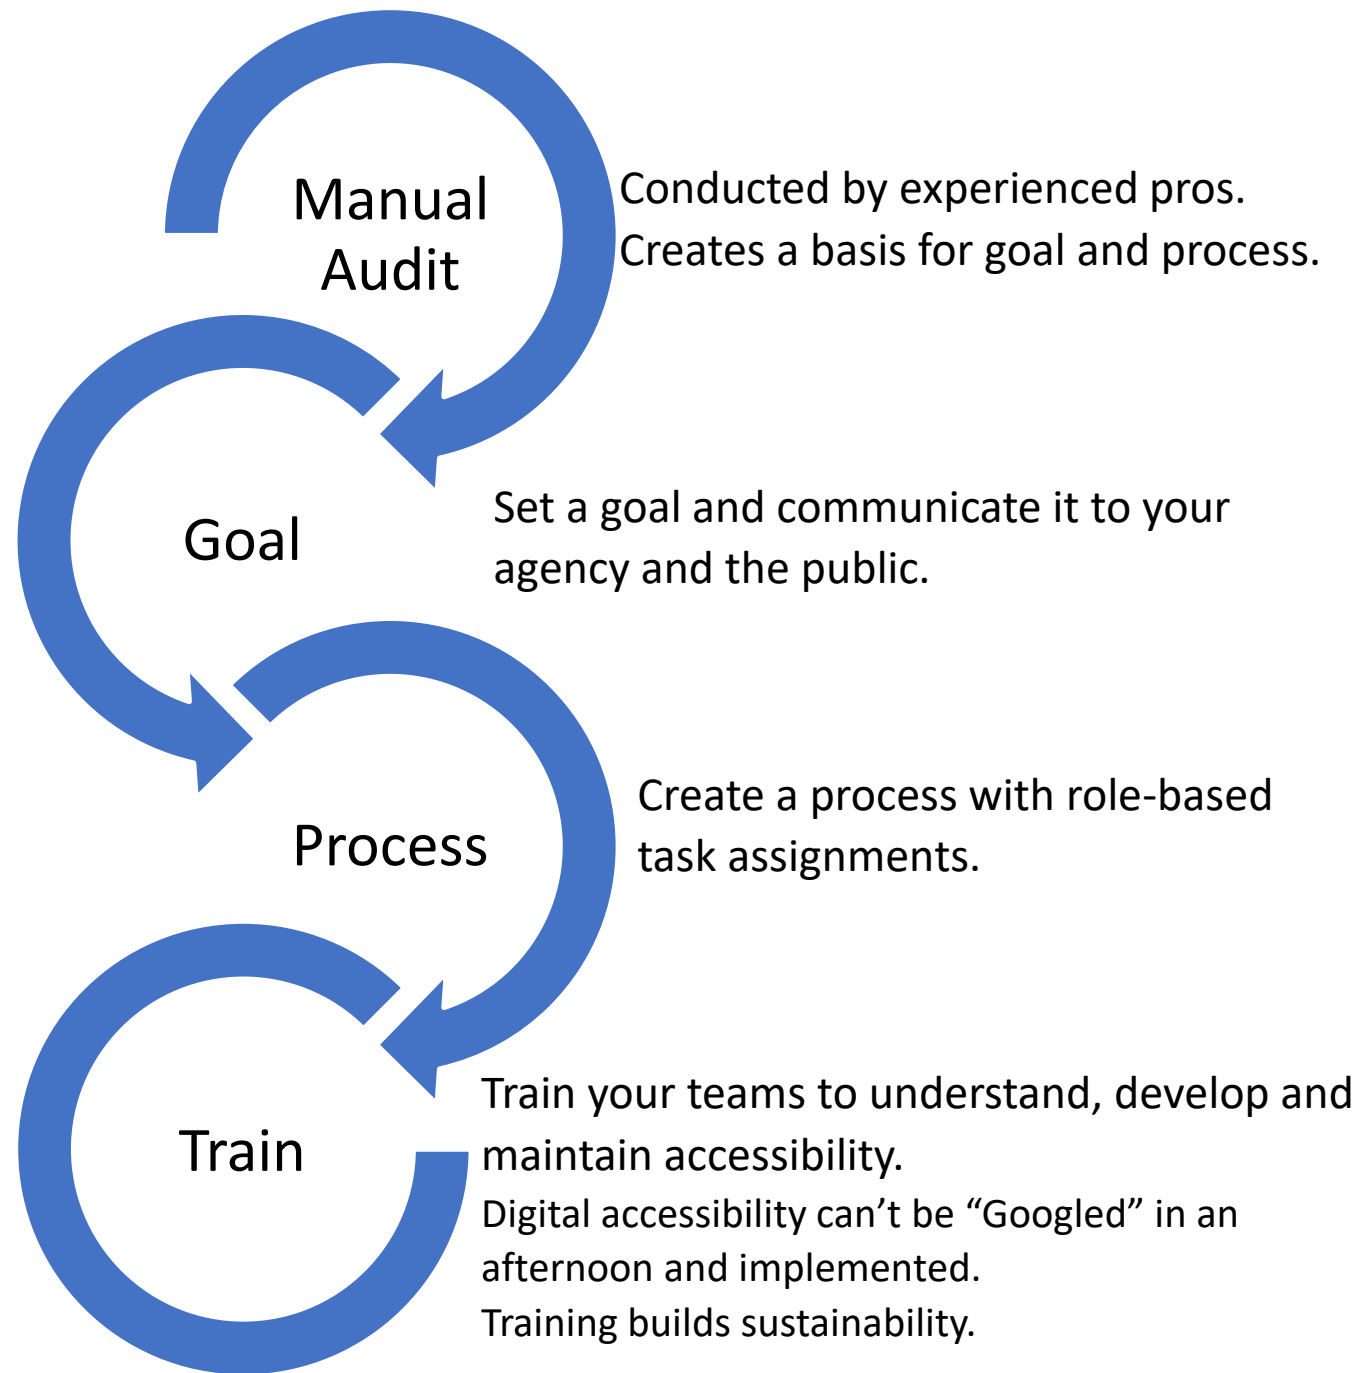 Manual
Audit
Conducted by experienced pros.
Creates a basis for goal and process.
Goal
Set a goal and communicate it to your
agency and the public.
Process
Create a process with role-based
task assignments.
Train
Train your teams to understand, develop and
maintain accessibility.
Digital accessibility can’t be “Googled” in an
afternoon and implemented.
Training builds sustainability.